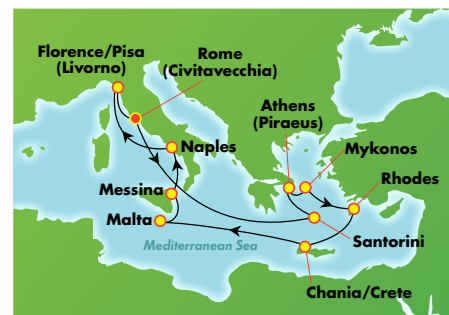 Florence/Pisa
(Livorno)
Rome
(Civitavecchia)
Athens
(Piraeus)
Mykonos
Naples
Rhodes
Messina
Malta
Mediterranean Sea
Santorini
Chania/Crete